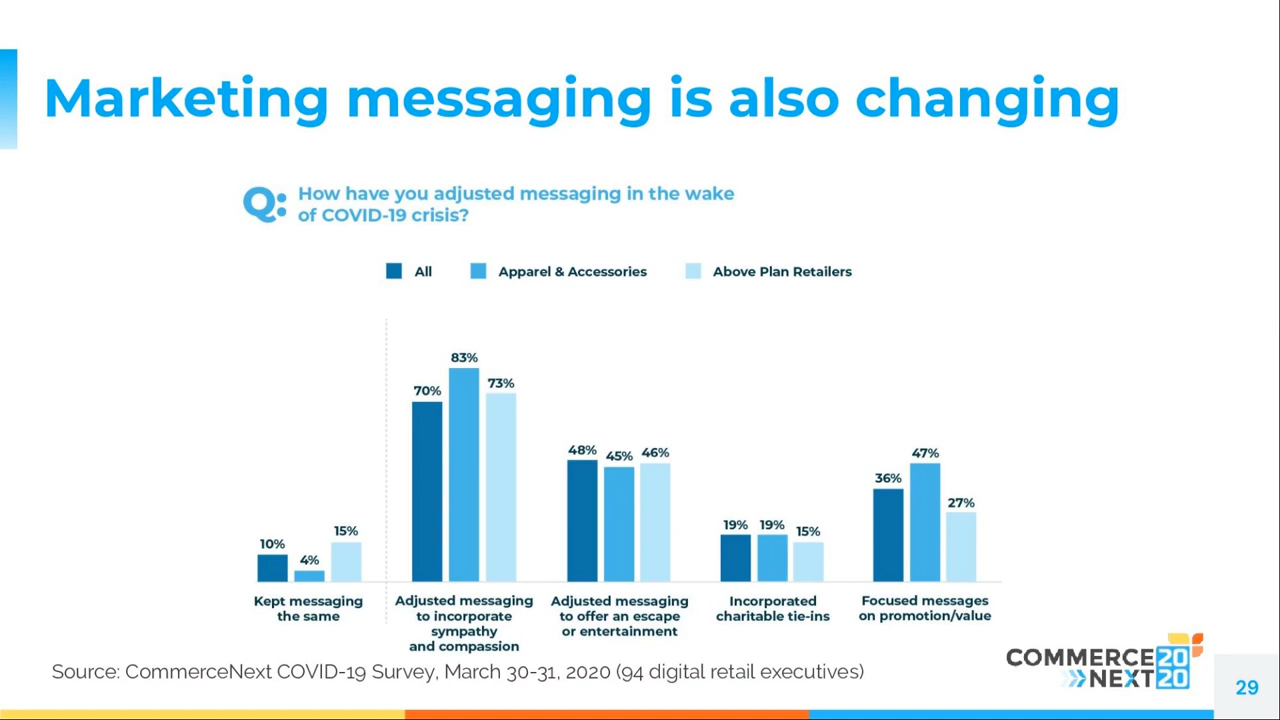 Marketing messaging is also changing
Q: How have you adjusted messaging in the wake
of COVID-19 crisis?
All
Apparel & Accessories
Above Plan Retailers
10%
4%
15%
70%
83%
73%
48%
45%
46%
19%
19%
15%
36%
47%
27%
Kept messaging
the same
Adjusted messaging
to incorporate
sympathy
and compassion
Adjusted messaging
to offer an escape
or entertainment
Incorporated
charitable tie-ins
Focused messages
on promotion/value
Source: CommerceNext COVID-19 Survey, March 30-31, 2020 (94 digital retail executives)
COMMERCE 20
NEXT 20
29